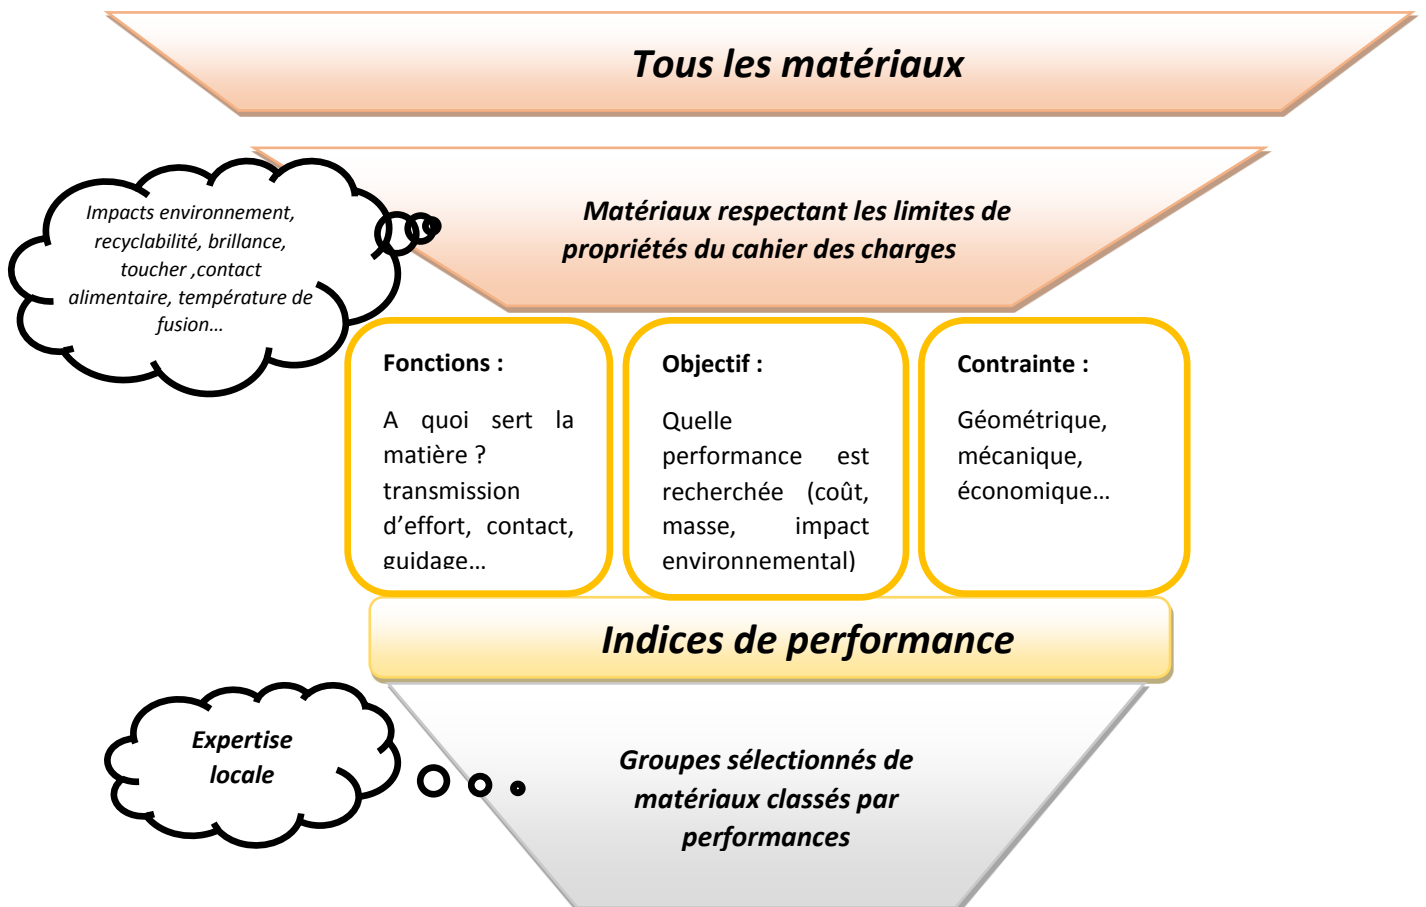 Tous les matériaux
Matériaux respectant les limites de
propriétés du cahier des charges
Impacts environnement,
recyclabilité, brillance,
toucher ,contact
alimentaire, température de
fusion…
Fonctions :
A quoi sert la
matière ?
transmission
d’effort, contact,
guidage…
Objectif :
Quelle
performance est
recherchée (coût,
masse, impact
environnemental)
Contrainte :
Géométrique,
mécanique,
économique…
Indices de performance
Expertise
locale
Groupes sélectionnés de
matériaux classés par
performances